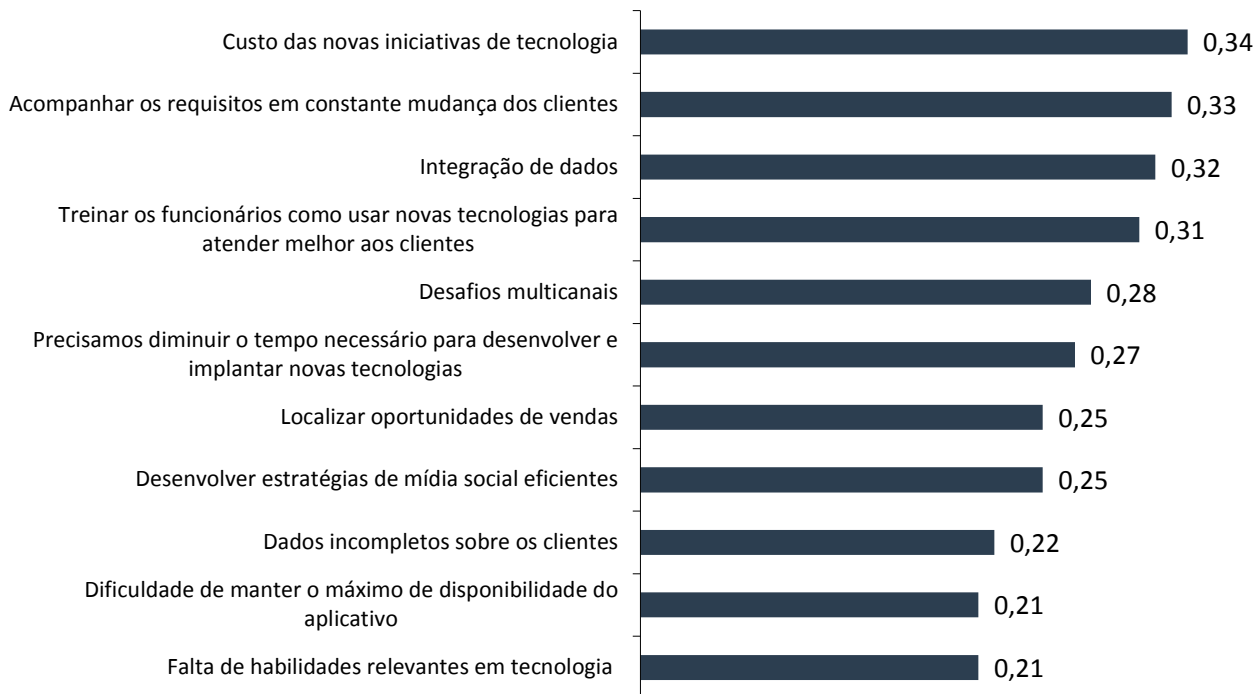 Custo das novas iniciativas de tecnologia 0,34
Acompanhar os requisitos em constante mudança dos clientes 0,33
Integração de dados 0,32
Treinar os funcionários como usar novas tecnologias para
atender melhor aos clientes 0,31
Desafios multicanais 0,28
Precisamos diminuir o tempo necessário para desenvolver e
implantar novas tecnologias 0,27
Localizar oportunidades de vendas 0,25
Desenvolver estratégias de mídia social eficientes 0,25
Dados incompletos sobre os clientes 0,22
Dificuldade de manter o máximo de disponibilidade do
aplicativo 0,21
Falta de habilidades relevantes em tecnologia 0,21